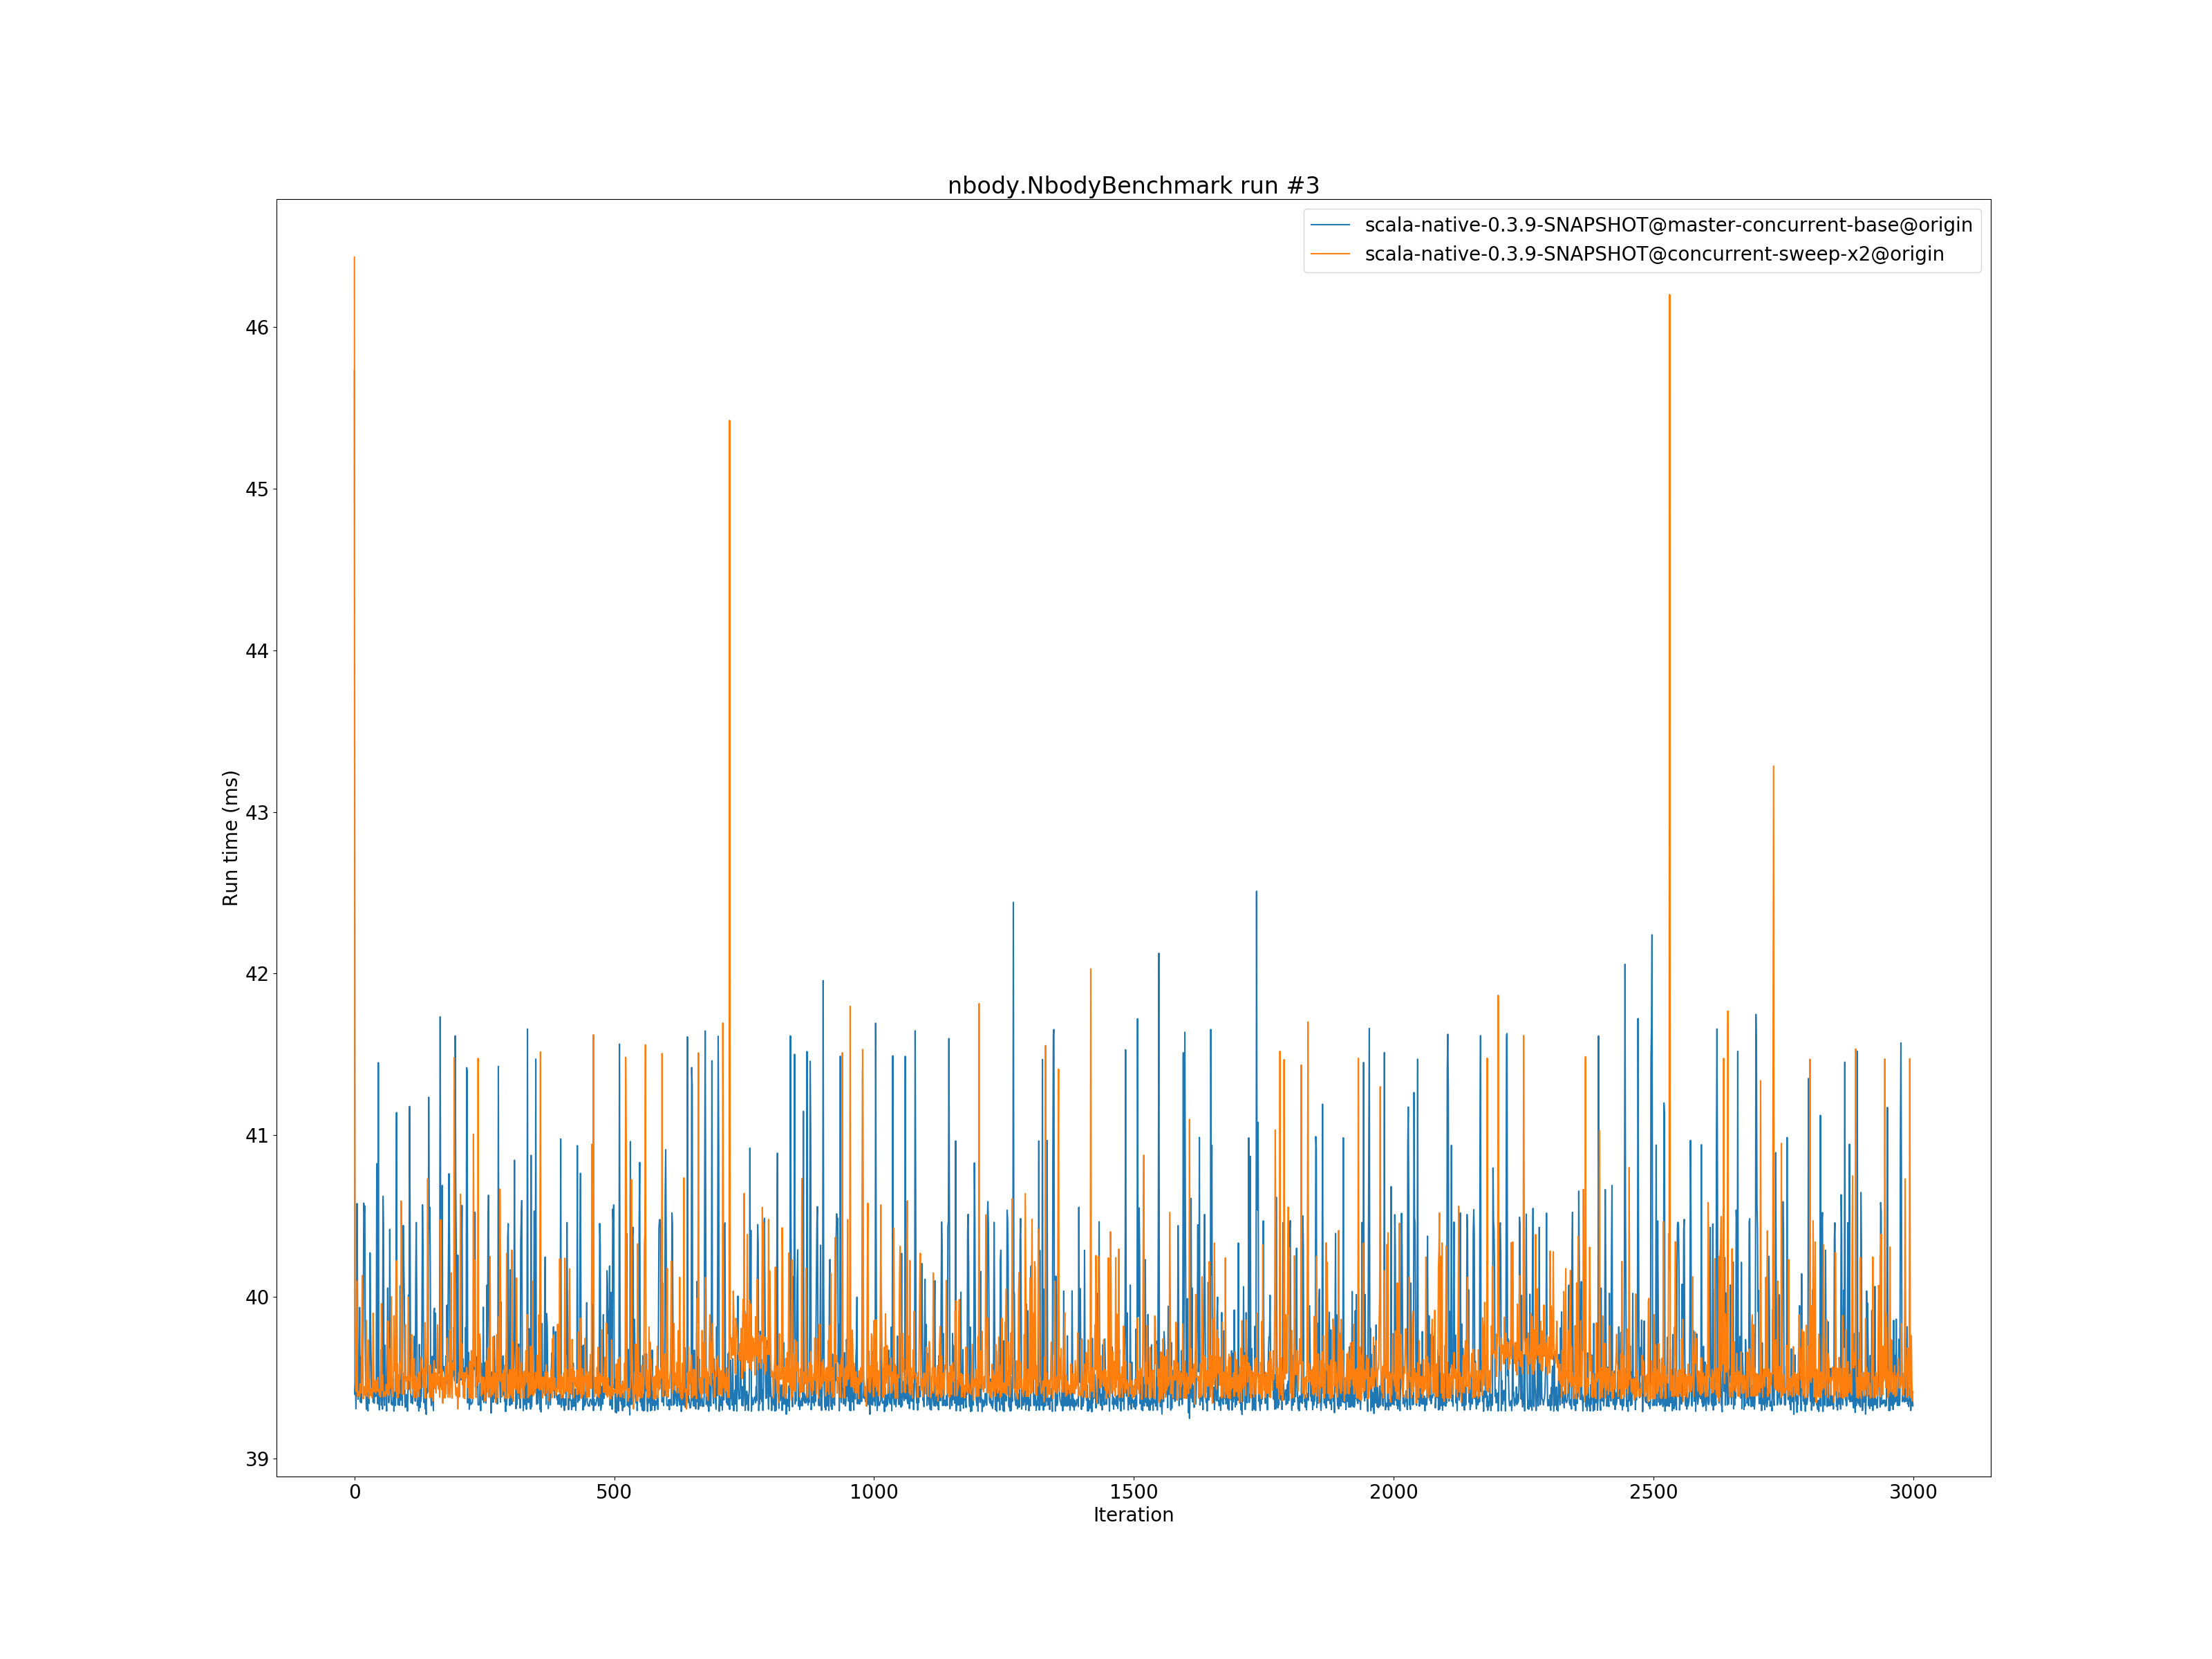 nbody.NbodyBenchmark run #3
scala-native-0.3.9-SNAPSHOT@master-concurrent-base@origin
scala-native-0.3.9-SNAPSHOT@concurrent-sweep-x2@origin
46
45
44
43
42
41
40
39
Run time (ms)
0 500 1000 1500 2000 2500 3000
Iteration